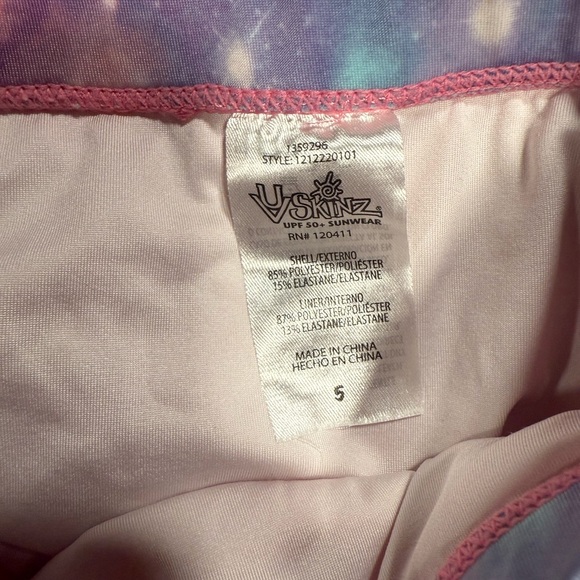 1359296
STYLE: 1212220101
UV SKINZ®
UPF 50+ SUNWEAR
RN# 120411
SHELL/EXTERNO
85% POLYESTER/POLIÉSTER
15% ELASTANE/ELASTANE
LINER/INTERNO
87% POLYESTER/POLIÉSTER
13% ELASTANE/ELASTANE
MADE IN CHINA
HECHO EN CHINA
S